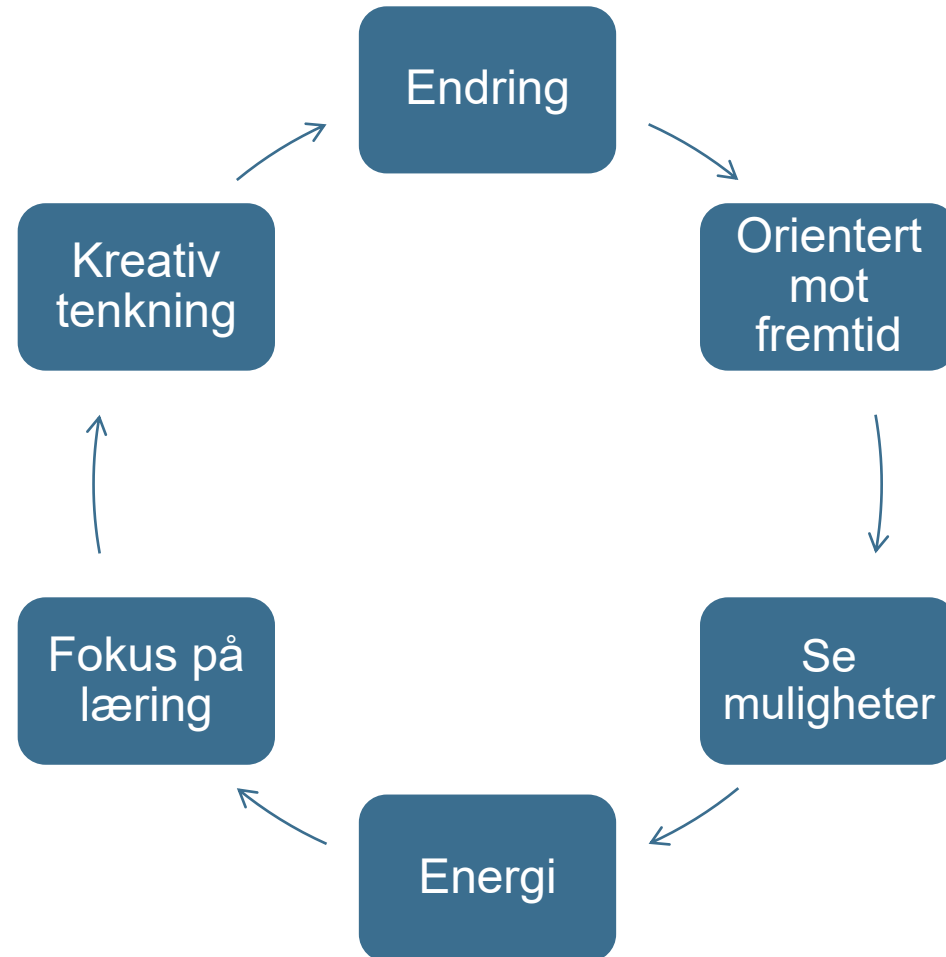 Endring
Orientert
mot
fremtid
Se
muligheter
Energi
Fokus på
læring
Kreativ
tenkning